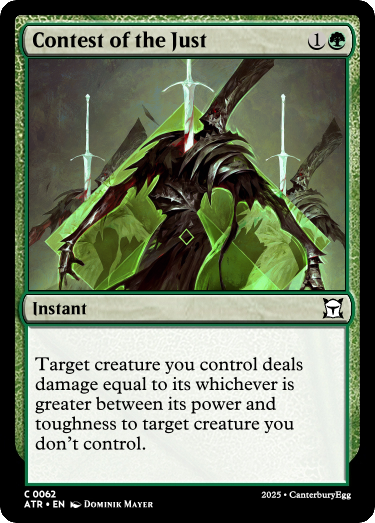 Contest of the Just 1
Instant
Target creature you control deals
damage equal to its whichever is
greater between its power and
toughness to target creature you
don't control.
C 0062
ATR • EN DOMINIK MAYER
2025 • CanterburyEgg